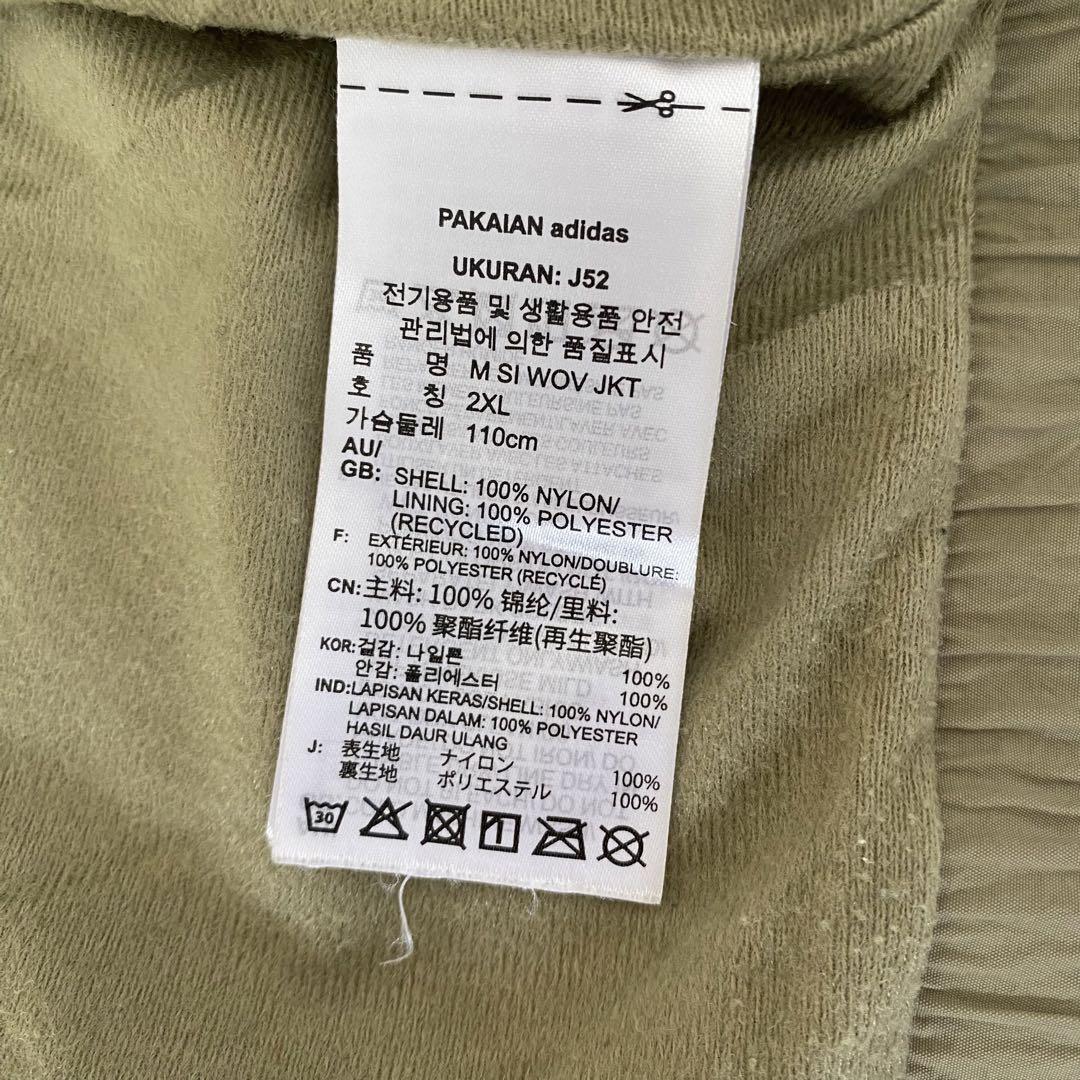 PAKAIAN adidas
UKURAN: J52
전기용품 및 생활용품 안전
관리법에 의한 품질표시
품 명 M SI WOV JKT
호 칭 2XL
가슴둘레 110cm
AU/
GB: SHELL: 100% NYLON/
LINING: 100% POLYESTER
(RECYCLED)
F: EXTÉRIEUR: 100% NYLON/DOUBLURE:
100% POLYESTER (RECYCLÉ)
CN: 主料: 100% 锦纶/里料:
100% 聚酯纤维(再生聚酯)
KOR: 겉감: 나일론 100%
안감: 폴리에스터 100%
IND: LAPISAN KERAS/SHELL: 100% NYLON/
LAPISAN DALAM: 100% POLYESTER
HASIL DAUR ULANG
J: 表生地 ナイロン 100%
裏生地 ポリエステル 100%
30